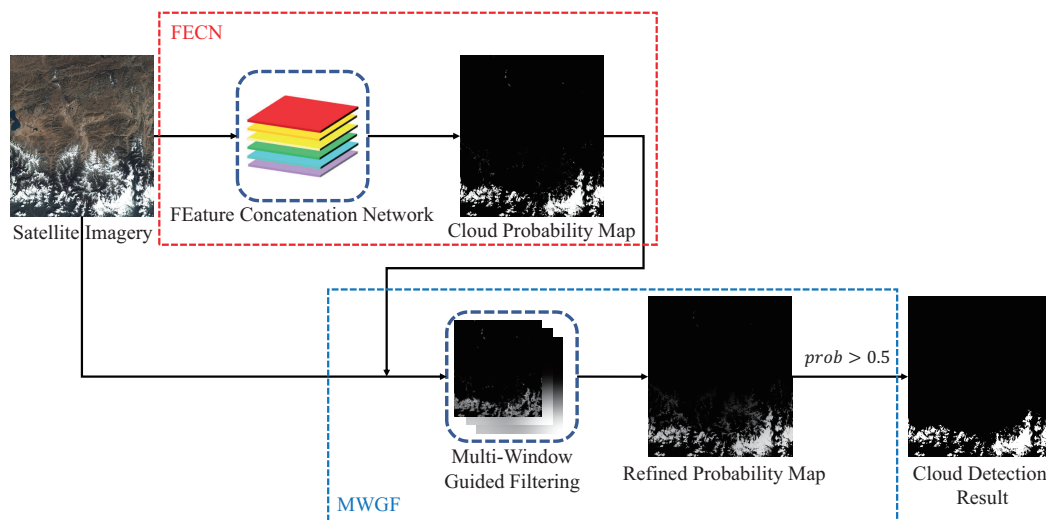 FECN
Satellite Imagery
FEature Concatenation Network
Cloud Probability Map
prob > 0.5
Multi-Window
Guided Filtering
Refined Probability Map
Cloud Detection
Result
MWGF